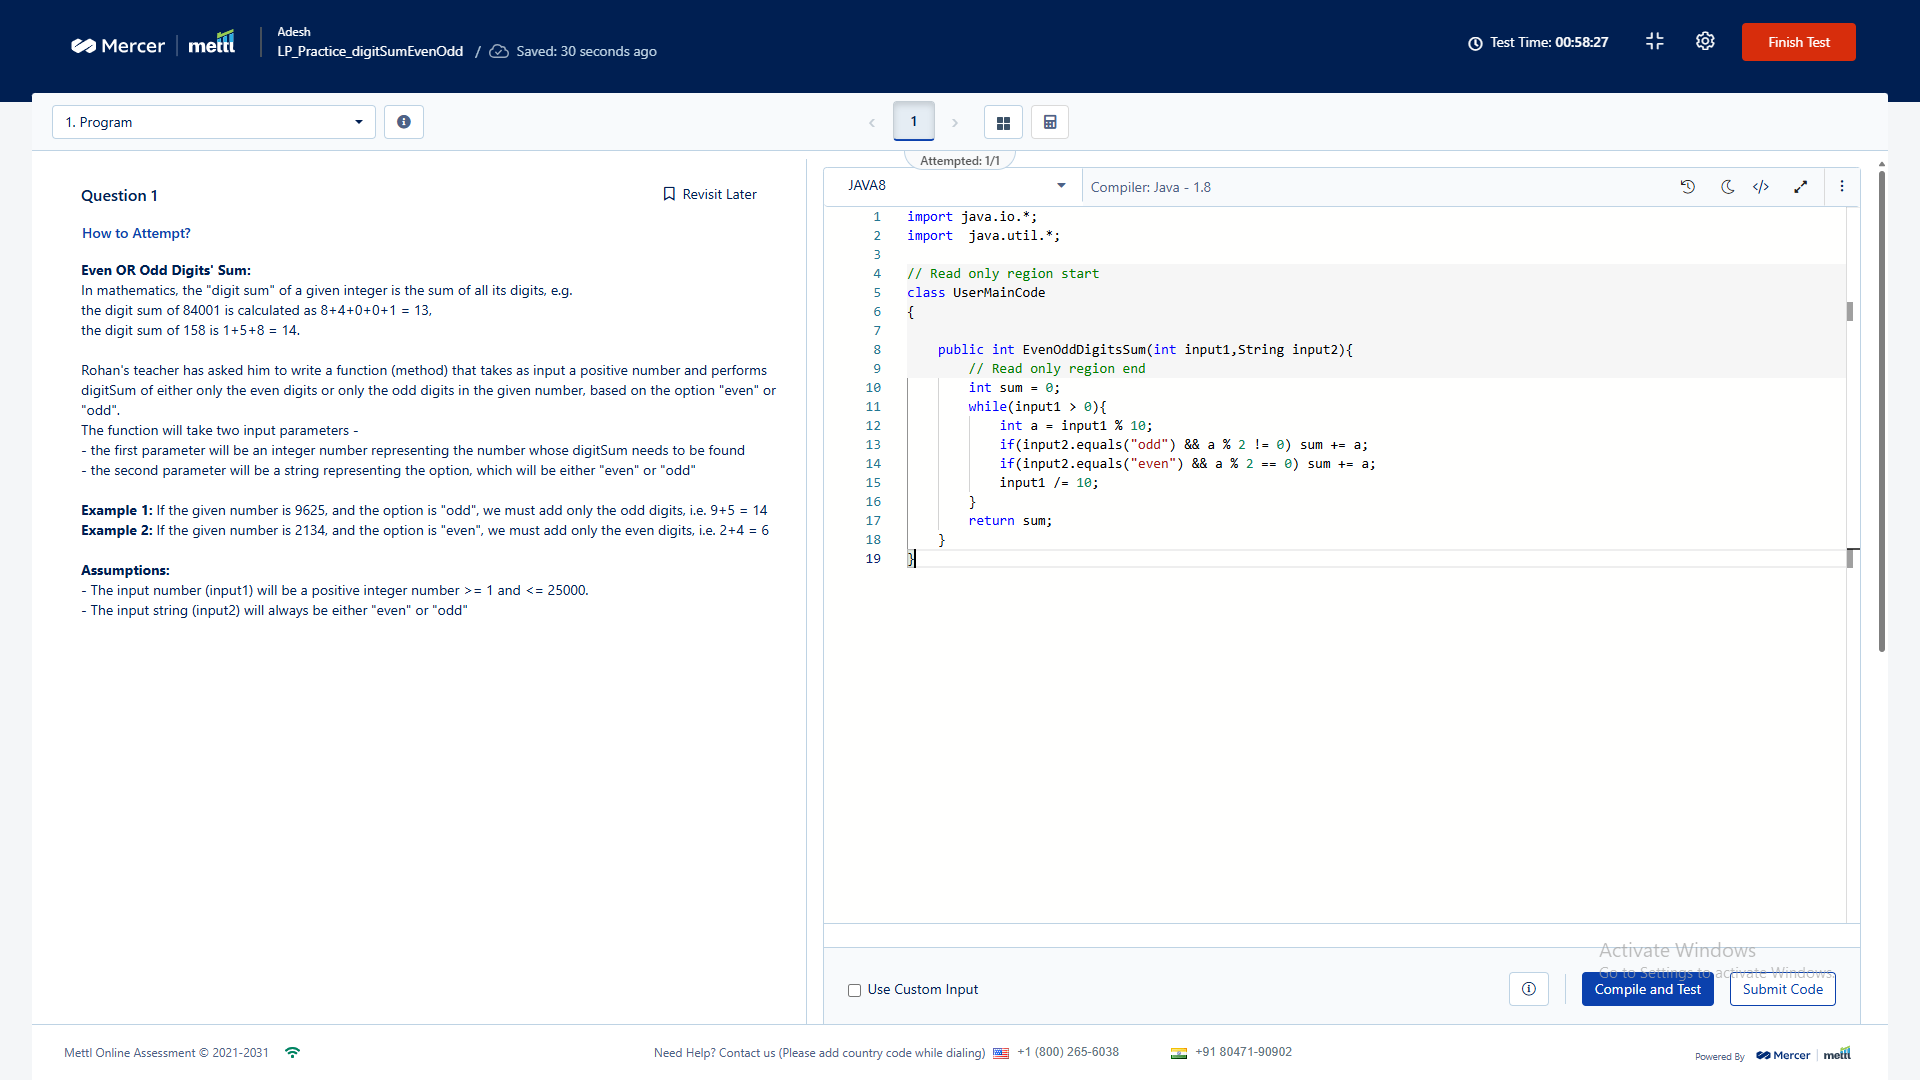 Mercer mettl
Adesh
LP_Practice_digitSumEvenOdd / Saved: 30 seconds ago
Test Time: 00:58:27
Finish Test
1. Program
1
Attempted: 1/1
Question 1
Revisit Later
How to Attempt?
Even OR Odd Digits' Sum:
In mathematics, the "digit sum" of a given integer is the sum of all its digits, e.g.
the digit sum of 84001 is calculated as 8+4+0+0+1 = 13,
the digit sum of 158 is 1+5+8 = 14.
Rohan's teacher has asked him to write a function (method) that takes as input a positive number and performs
digitSum of either only the even digits or only the odd digits in the given number, based on the option "even" or
"odd".
The function will take two input parameters -
- the first parameter will be an integer number representing the number whose digitSum needs to be found
- the second parameter will be a string representing the option, which will be either "even" or "odd"
Example 1: If the given number is 9625, and the option is "odd", we must add only the odd digits, i.e. 9+5 = 14
Example 2: If the given number is 2134, and the option is "even", we must add only the even digits, i.e. 2+4 = 6
Assumptions:
- The input number (input1) will be a positive integer number >= 1 and <= 25000.
- The input string (input2) will always be either "even" or "odd"
JAVA8
Compiler: Java - 1.8
1 import java.io.*;
2 import  java.util.*;
3
4 // Read only region start
5 class UserMainCode
6 {
7
8     public int EvenOddDigitsSum(int input1,String input2){
9         // Read only region end
10         int sum = 0;
11         while(input1 > 0){
12             int a = input1 % 10;
13             if(input2.equals("odd") && a % 2 != 0) sum += a;
14             if(input2.equals("even") && a % 2 == 0) sum += a;
15             input1 /= 10;
16         }
17         return sum;
18     }
19 }
Activate Windows
Go to Settings to activate Windows.
Use Custom Input
Compile and Test
Submit Code
Mettl Online Assessment © 2021-2031
Need Help? Contact us (Please add country code while dialing) +1 (800) 265-6038
+91 80471-90902
Powered By Mercer mettl